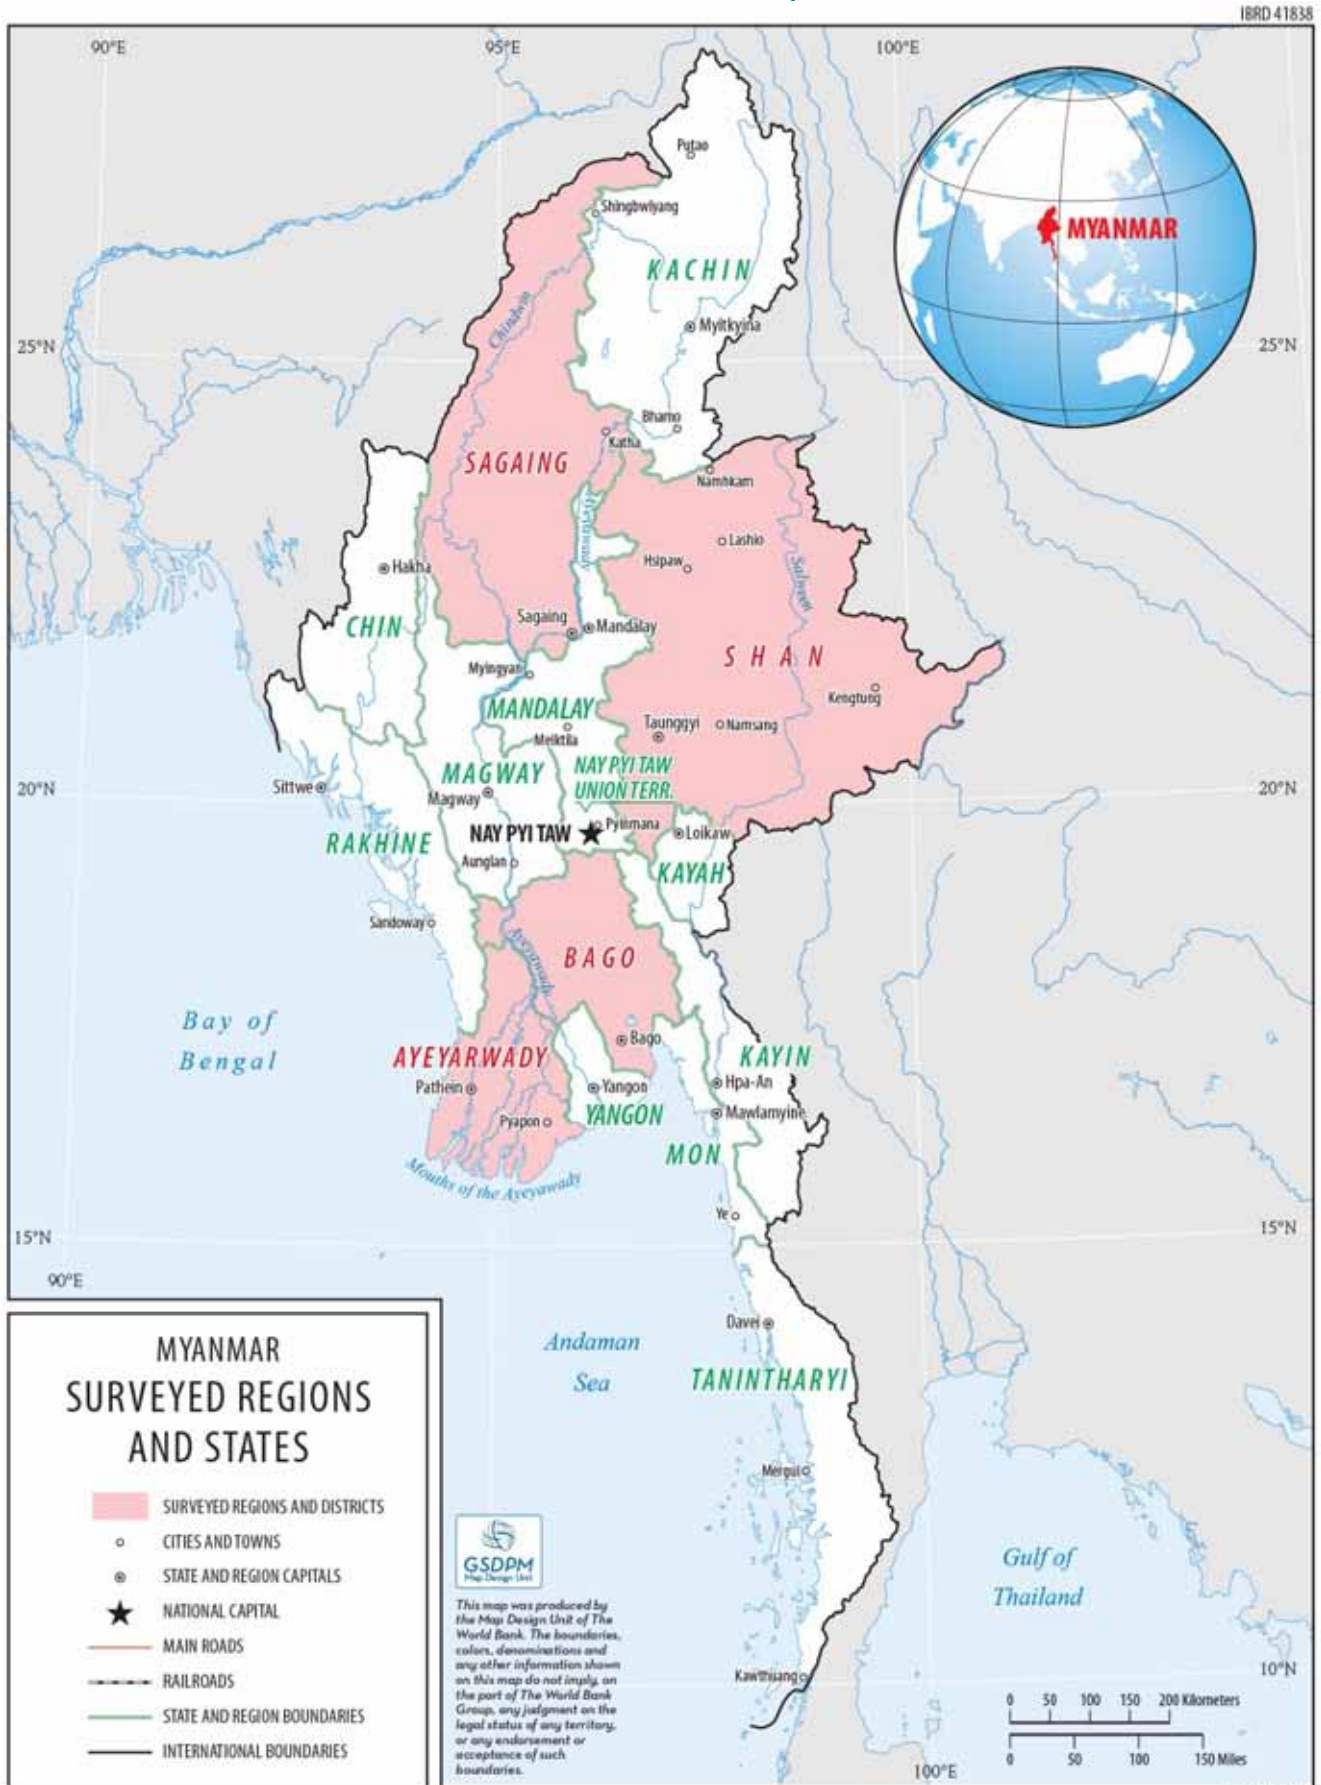 IBRD 41838
90°E
95°E
100°E
Putao
Shingbwiyang
MYANMAR
KACHIN
Chindwin
Myitkyina
25°N
25°N
Bhamo
Katha
SAGAING
Namhkam
Ayeyarwady
Lashio
Hsipaw
Salween
Hakha
Sagaing
Mandalay
CHIN
SHAN
Myingyan
Kengtung
MANDALAY
Taunggyi
Namsang
Meiktila
MAGWAY
NAY PYI TAW
UNION TERR.
Sittwe
20°N
20°N
Magway
Pyinmana
NAY PYI TAW
Loikaw
RAKHINE
Aunglan
KAYAH
Sandoway
Ayeyawady
BAGO
Bay of
Bengal
Bago
AYEYARWADY
KAYIN
Pathein
Yangon
Hpa-An
Pyapon
YANGON
Mawlamyine
MON
Mouths of the Ayeyawady
Ye
15°N
15°N
90°E
Davei
Andaman
Sea
TANINTHARYI
Mergui
Gulf of
Thailand
Kawthuang
10°N
100°E
MYANMAR
SURVEYED REGIONS
AND STATES
SURVEYED REGIONS AND DISTRICTS
CITIES AND TOWNS
STATE AND REGION CAPITALS
NATIONAL CAPITAL
MAIN ROADS
RAILROADS
STATE AND REGION BOUNDARIES
INTERNATIONAL BOUNDARIES
GSDPM
Map Design Unit
This map was produced by
the Map Design Unit of The
World Bank. The boundaries,
colors, denominations and
any other information shown
on this map do not imply, on
the part of The World Bank
Group, any judgment on the
legal status of any territory,
or any endorsement or
acceptance of such
boundaries.
0 50 100 150 200 Kilometers
0 50 100 150 Miles